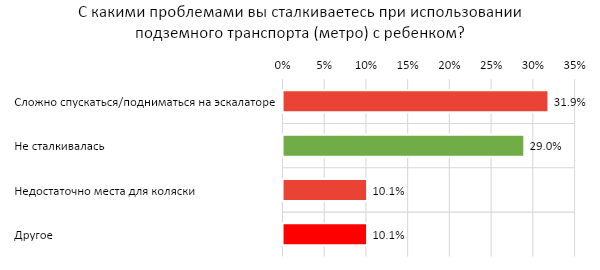 С какими проблемами вы сталкиваетесь при использовании
подземного транспорта (метро) с ребенком?
0% 5% 10% 15% 20% 25% 30% 35%
Сложно спускаться/подниматься на эскалаторе 31.9%
Не сталкивалась 29.0%
Недостаточно места для коляски 10.1%
Другое 10.1%